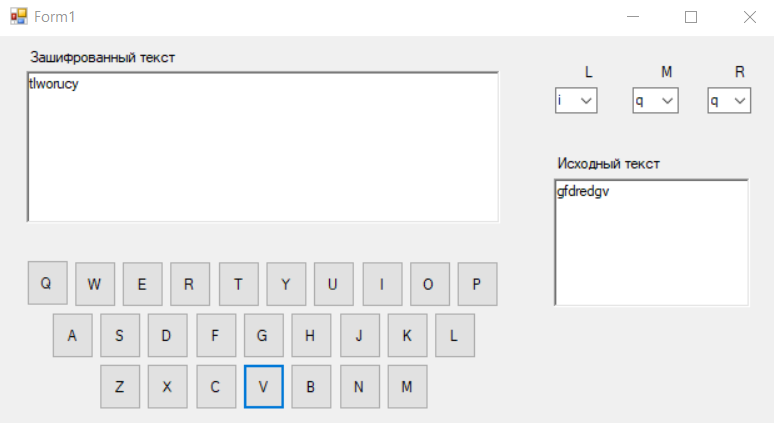 Form1
Зашифрованный текст
tlworucy
L M R
i q q
Исходный текст
gfdredgv
Q W E R T Y U I O P
A S D F G H J K L
Z X C V B N M